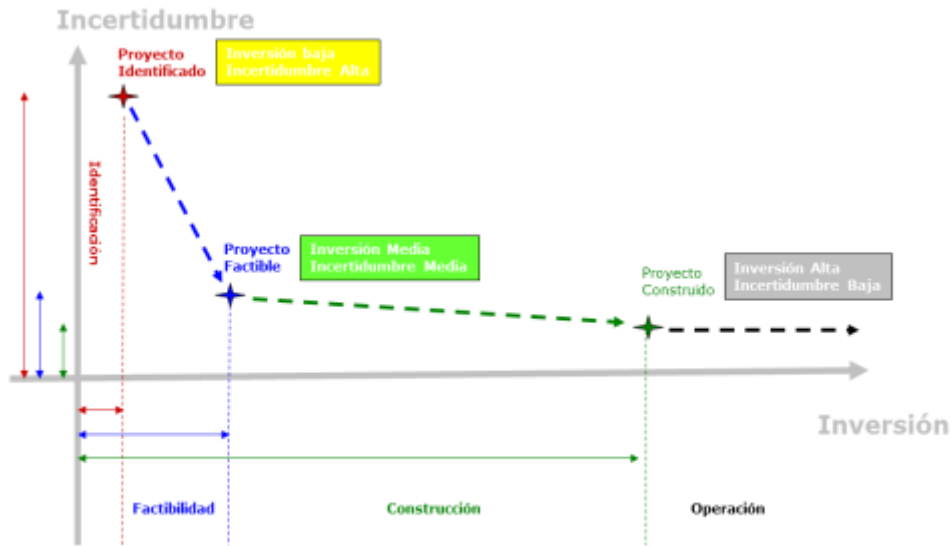 Incertidumbre
Proyecto
Identificado
Inversión baja
Incertidumbre Alta
Identificación
Proyecto
Factible
Inversión Media
Incertidumbre Media
Proyecto
Construido
Inversión Alta
Incertidumbre Baja
Inversión
Factibilidad
Construcción
Operación